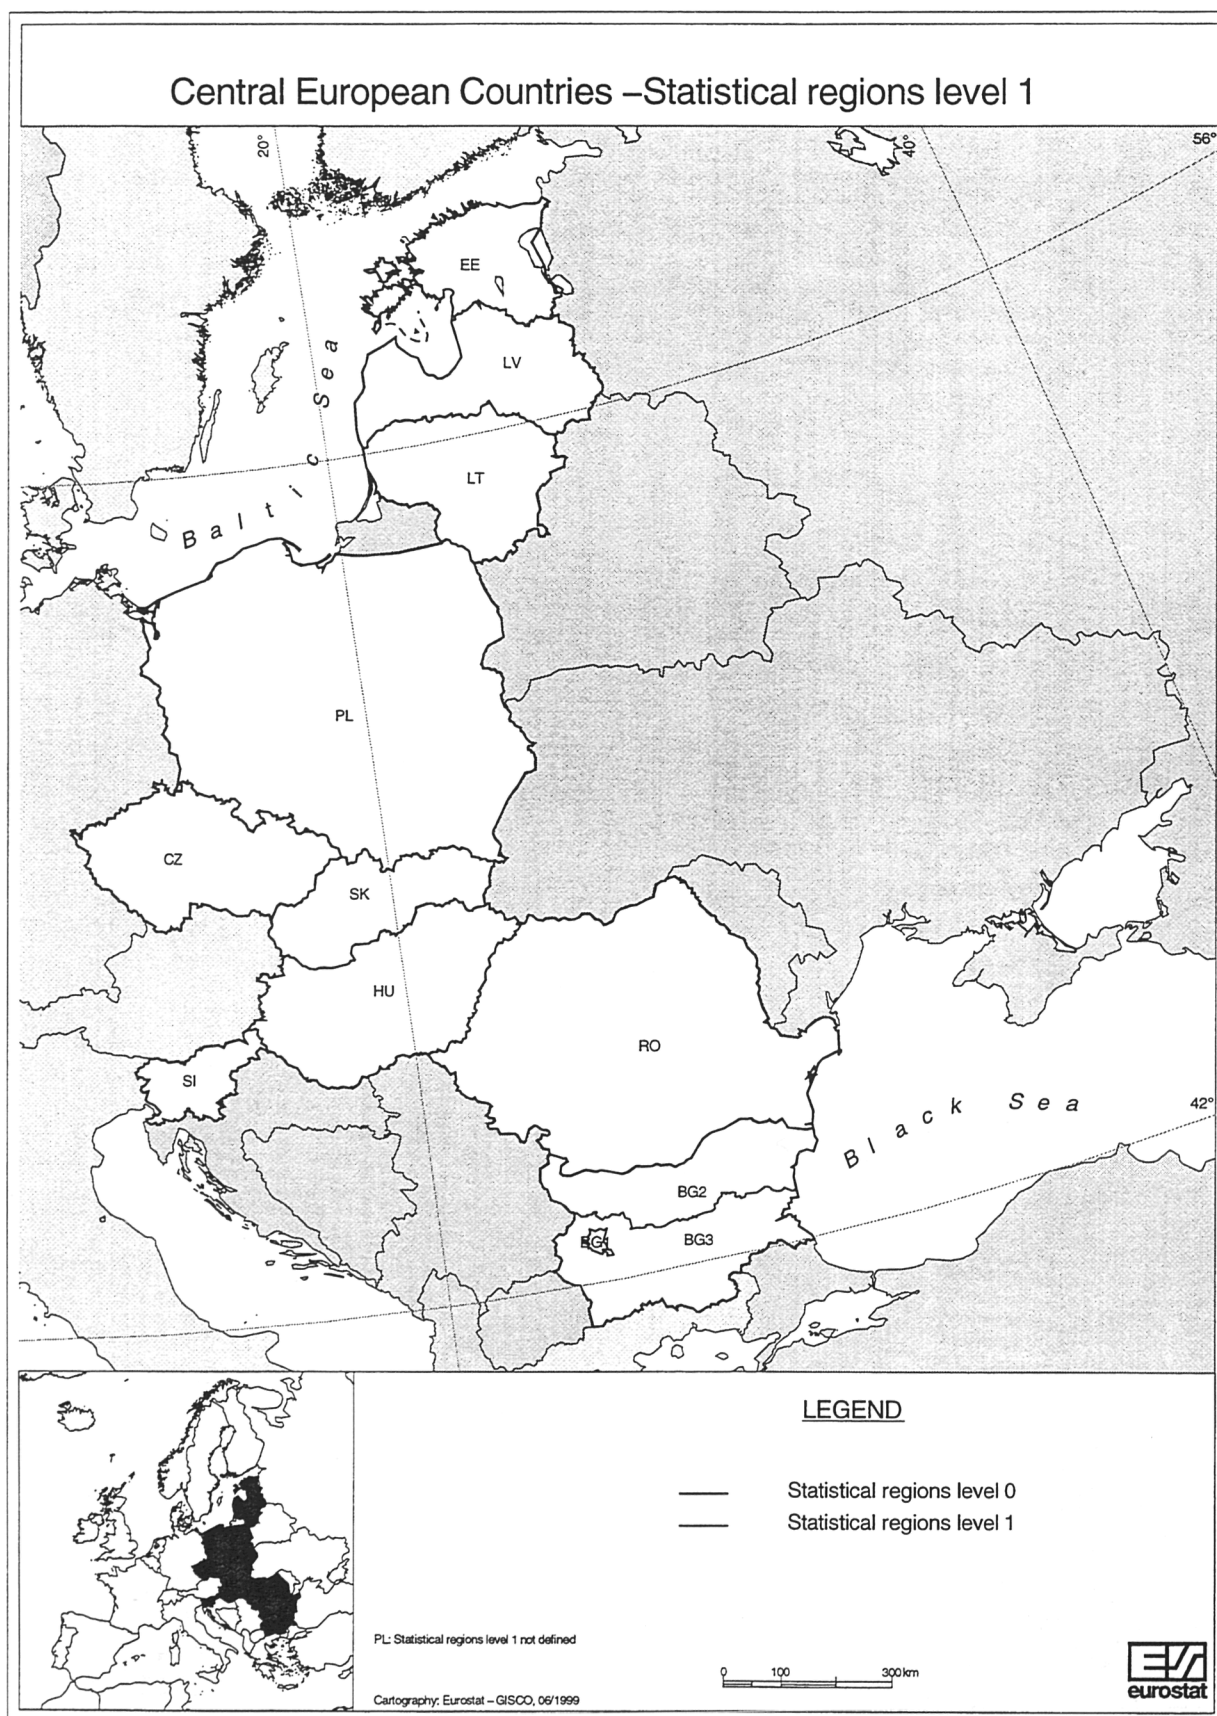 Central European Countries –Statistical regions level 1
20°
40°
56°
EE
LV
LT
Baltic Sea
PL
CZ
SK
HU
RO
SI
Black Sea
42°
BG2
BG1
BG3
LEGEND
Statistical regions level 0
Statistical regions level 1
PL: Statistical regions level 1 not defined
0 100 300 km
Cartography: Eurostat – GISCO, 06/1999
eurostat